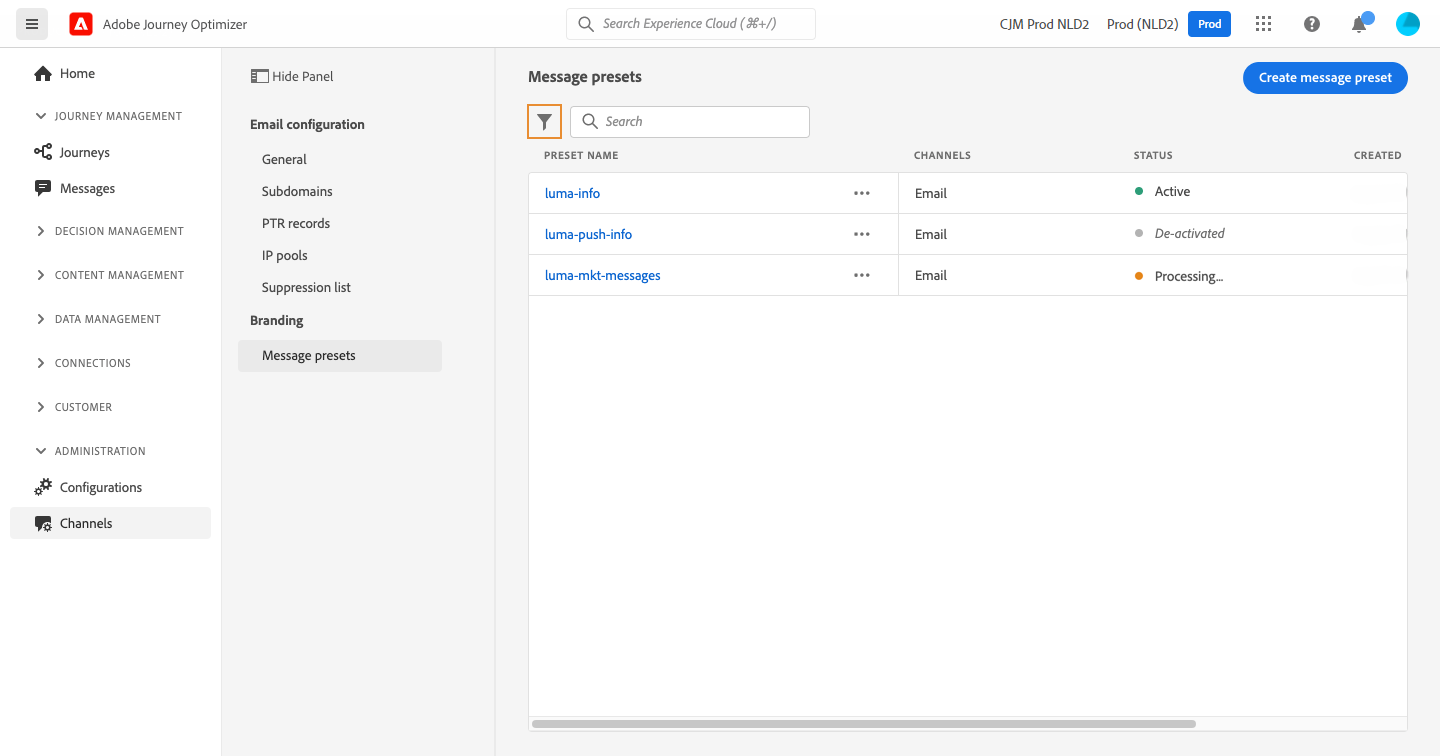 Adobe Journey Optimizer
Search Experience Cloud (⌘+/)
CJM Prod NLD2
Prod (NLD2)
Prod
Home
JOURNEY MANAGEMENT
Journeys
Messages
DECISION MANAGEMENT
CONTENT MANAGEMENT
DATA MANAGEMENT
CONNECTIONS
CUSTOMER
ADMINISTRATION
Configurations
Channels
Hide Panel
Email configuration
General
Subdomains
PTR records
IP pools
Suppression list
Branding
Message presets
Message presets
Create message preset
Search
PRESET NAME CHANNELS STATUS CREATED
luma-info Email Active
luma-push-info Email De-activated
luma-mkt-messages Email Processing...